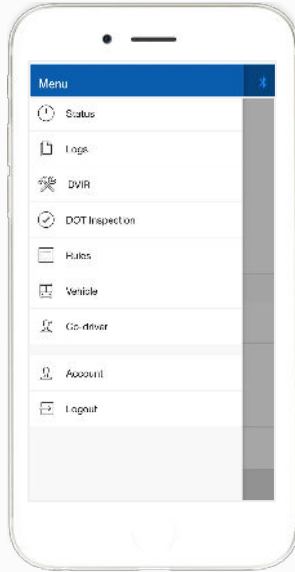 Menu
Status
Logs
DVIR
DOT Inspection
Rules
Vehicle
Co-driver
Account
Logout